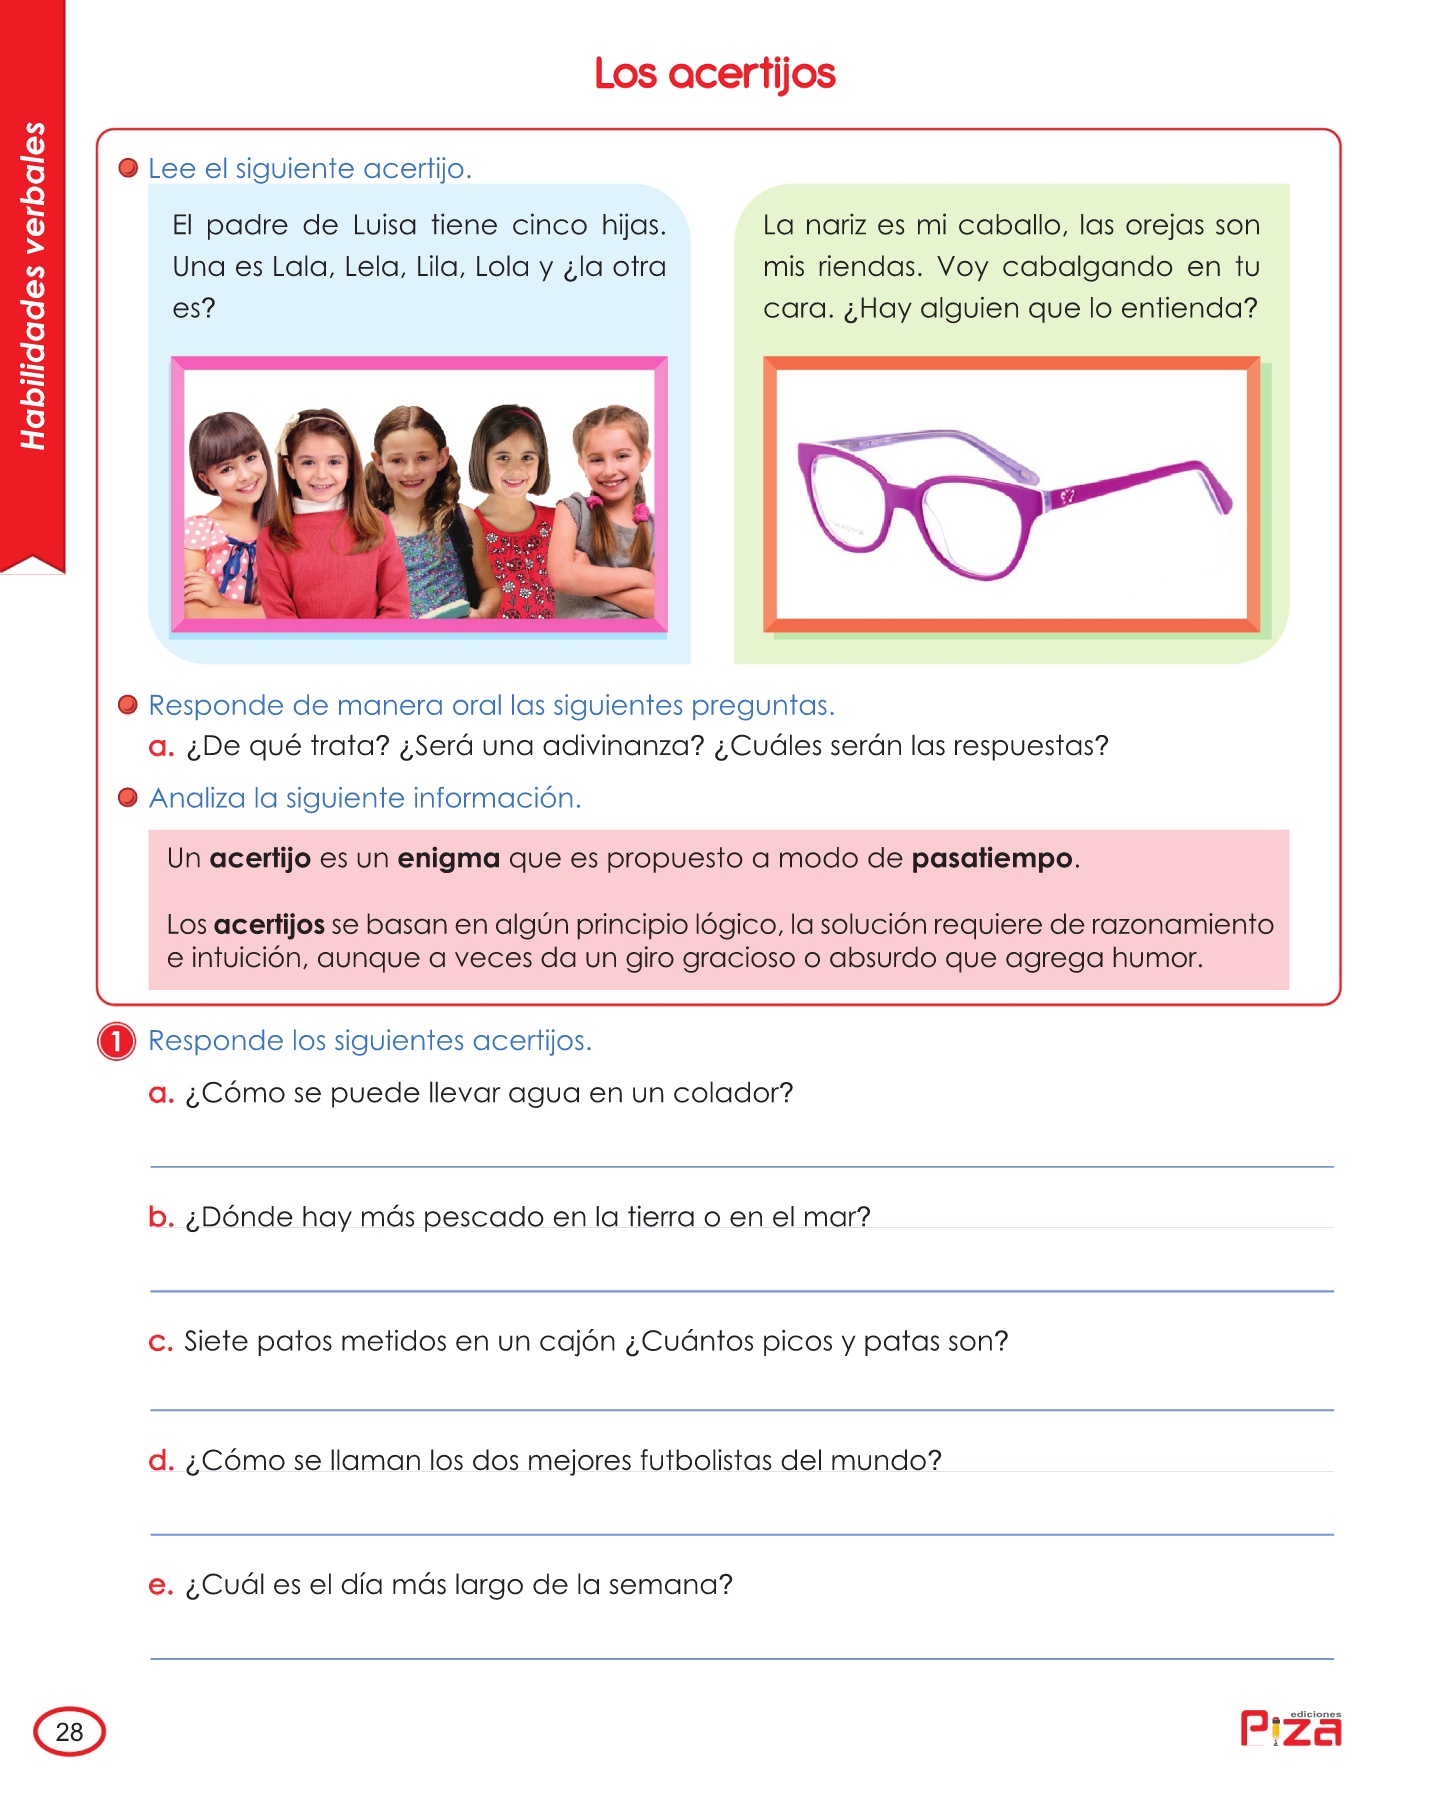 Los acertijos
Habilidades verbales
Lee el siguiente acertijo.
El padre de Luisa tiene cinco hijas.
Una es Lala, Lela, Lila, Lola y ¿la otra
es?
La nariz es mi caballo, las orejas son
mis riendas. Voy cabalgando en tu
cara. ¿Hay alguien que lo entienda?
Responde de manera oral las siguientes preguntas.
a. ¿De qué trata? ¿Será una adivinanza? ¿Cuáles serán las respuestas?
Analiza la siguiente información.
Un acertijo es un enigma que es propuesto a modo de pasatiempo.
Los acertijos se basan en algún principio lógico, la solución requiere de razonamiento
e intuición, aunque a veces da un giro gracioso o absurdo que agrega humor.
1 Responde los siguientes acertijos.
a. ¿Cómo se puede llevar agua en un colador?
b. ¿Dónde hay más pescado en la tierra o en el mar?
c. Siete patos metidos en un cajón ¿Cuántos picos y patas son?
d. ¿Cómo se llaman los dos mejores futbolistas del mundo?
e. ¿Cuál es el día más largo de la semana?
28
ediciones
Piza